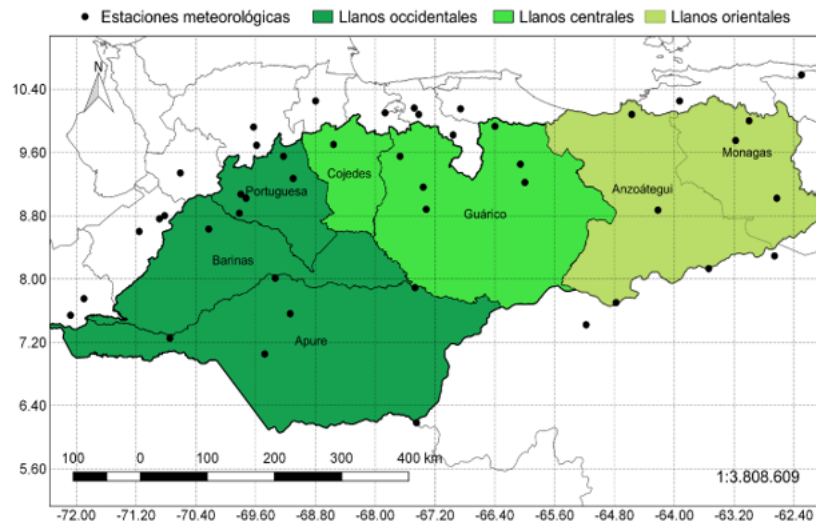 Estaciones meteorológicas Llanos occidentales Llanos centrales Llanos orientales
N
10.40
9.60
8.80
8.00
7.20
6.40
5.60
Monagas
Cojedes
Portuguesa
Anzoátegui
Guárico
Barinas
Apure
100 0 100 200 300 400 km
1:3.808.609
-72.00 -71.20 -70.40 -69.60 -68.80 -68.00 -67.20 -66.40 -65.60 -64.80 -64.00 -63.20 -62.40